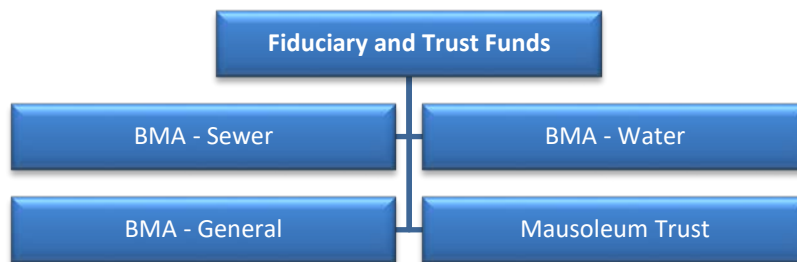 Fiduciary and Trust Funds
BMA - Sewer
BMA - Water
BMA - General
Mausoleum Trust